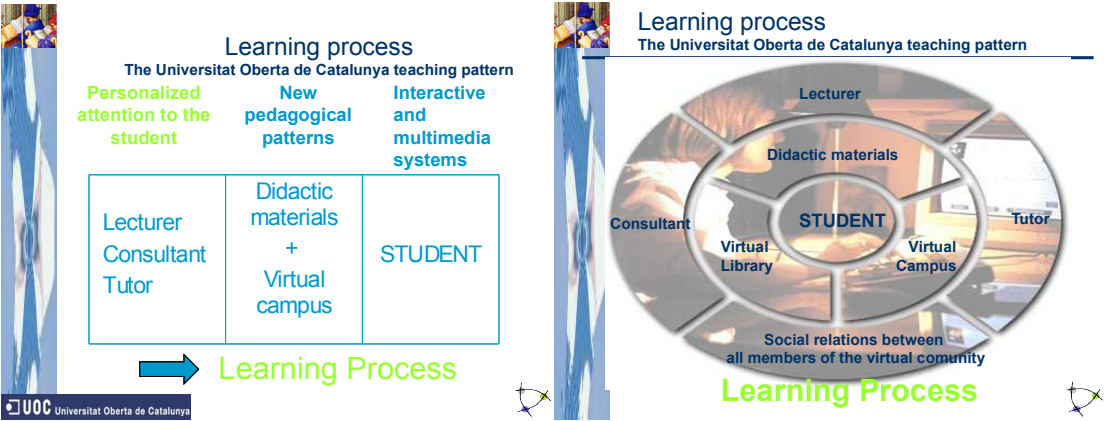 Learning process
The Universitat Oberta de Catalunya teaching pattern
Personalized
attention to the
student
New
pedagogical
patterns
Interactive
and
multimedia
systems
Lecturer
Consultant
Tutor
Didactic
materials
+
Virtual
campus
STUDENT
Learning Process
UOC Universitat Oberta de Catalunya
Learning process
The Universitat Oberta de Catalunya teaching pattern
Lecturer
Didactic materials
Consultant
STUDENT
Tutor
Virtual
Library
Virtual
Campus
Social relations between
all members of the virtual comunity
Learning Process